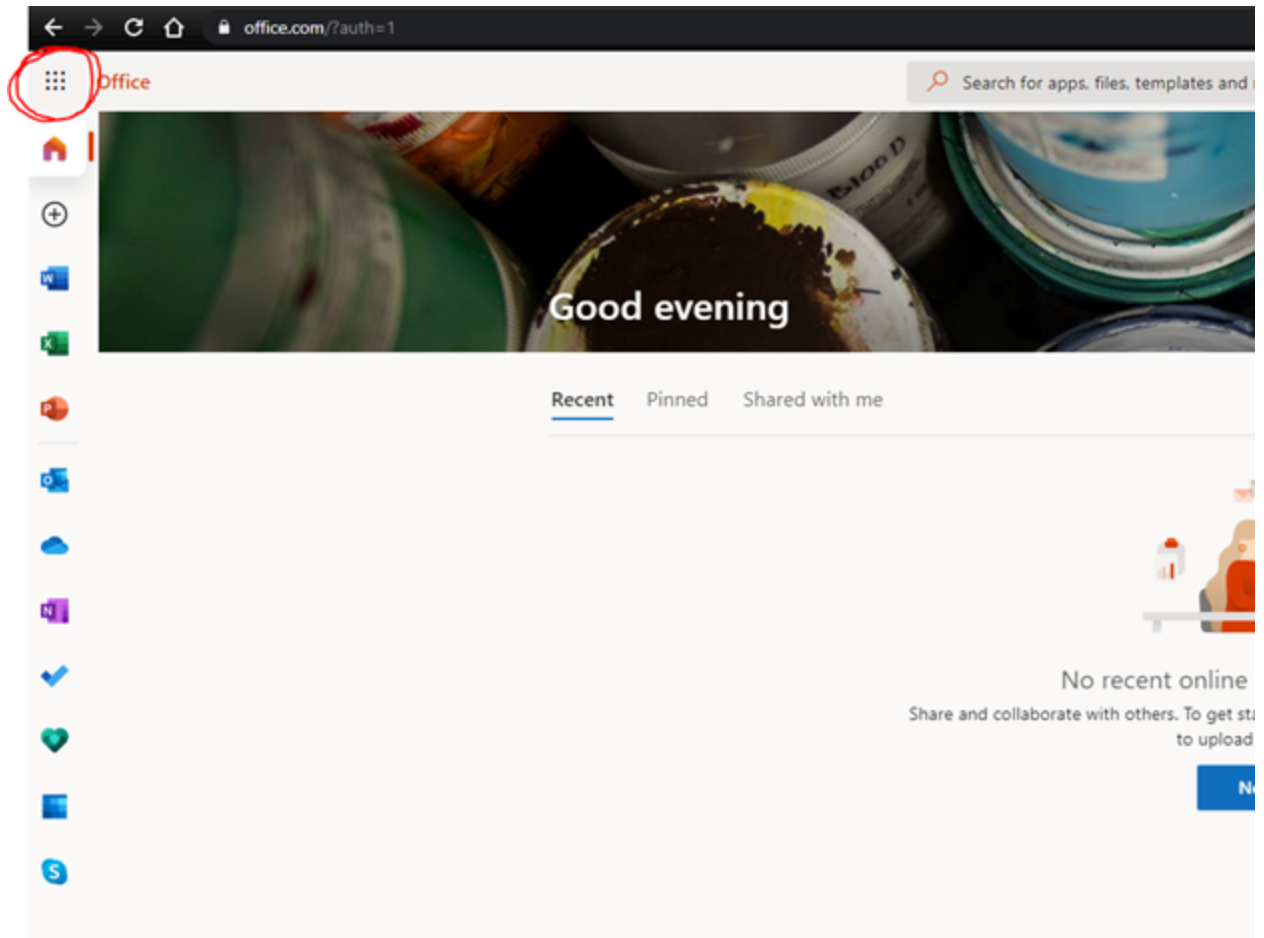 office.com/?auth=1
Office
Search for apps, files, templates and
Good evening
Recent Pinned Shared with me
No recent online
Share and collaborate with others. To get sta
to upload
N
W
X
P
O
N
S